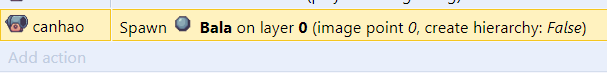 canhao Spawn Bala on layer 0 (image point 0, create hierarchy: False)
Add action